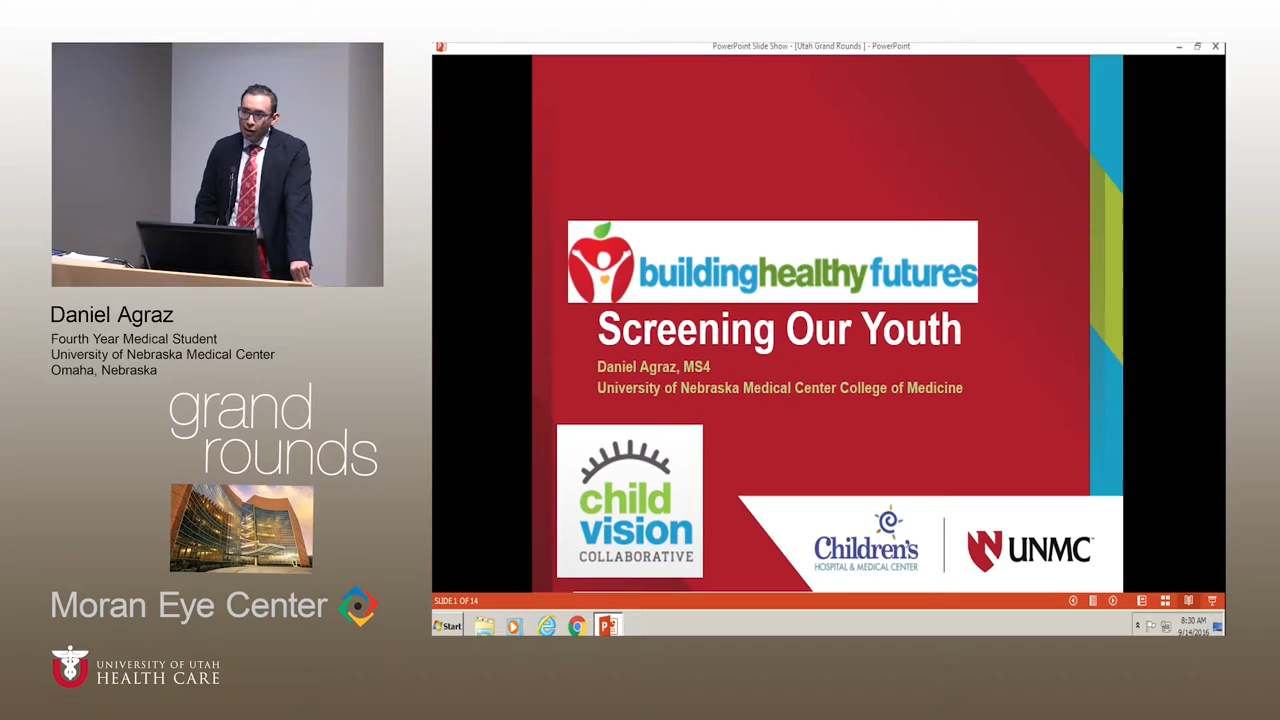 PowerPoint Slide Show - [Utah Grand Rounds ] - PowerPoint
buildinghealthyfutures
Screening Our Youth
Daniel Agraz, MS4
University of Nebraska Medical Center College of Medicine
child
vision
COLLABORATIVE
Children's
HOSPITAL & MEDICAL CENTER
UNMC
SLIDE 1 OF 14
Start
8:30 AM
9/14/2016
Daniel Agraz
Fourth Year Medical Student
University of Nebraska Medical Center
Omaha, Nebraska
grand
rounds
Moran Eye Center
UNIVERSITY OF UTAH
HEALTH CARE